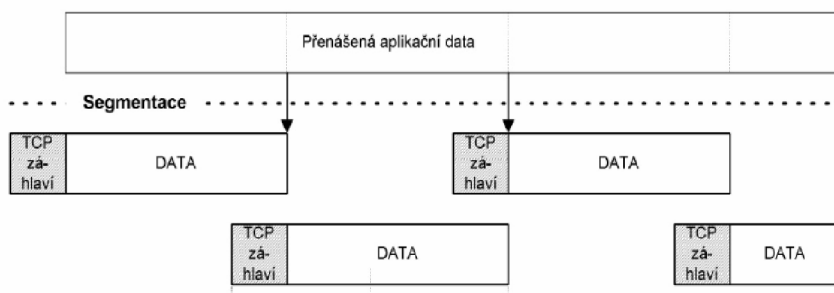 Přenášená aplikační data
Segmentace
TCP
zá-
hlaví
DATA
TCP
zá-
hlaví
DATA
TCP
zá-
hlaví
DATA
TCP
zá-
hlaví
DATA